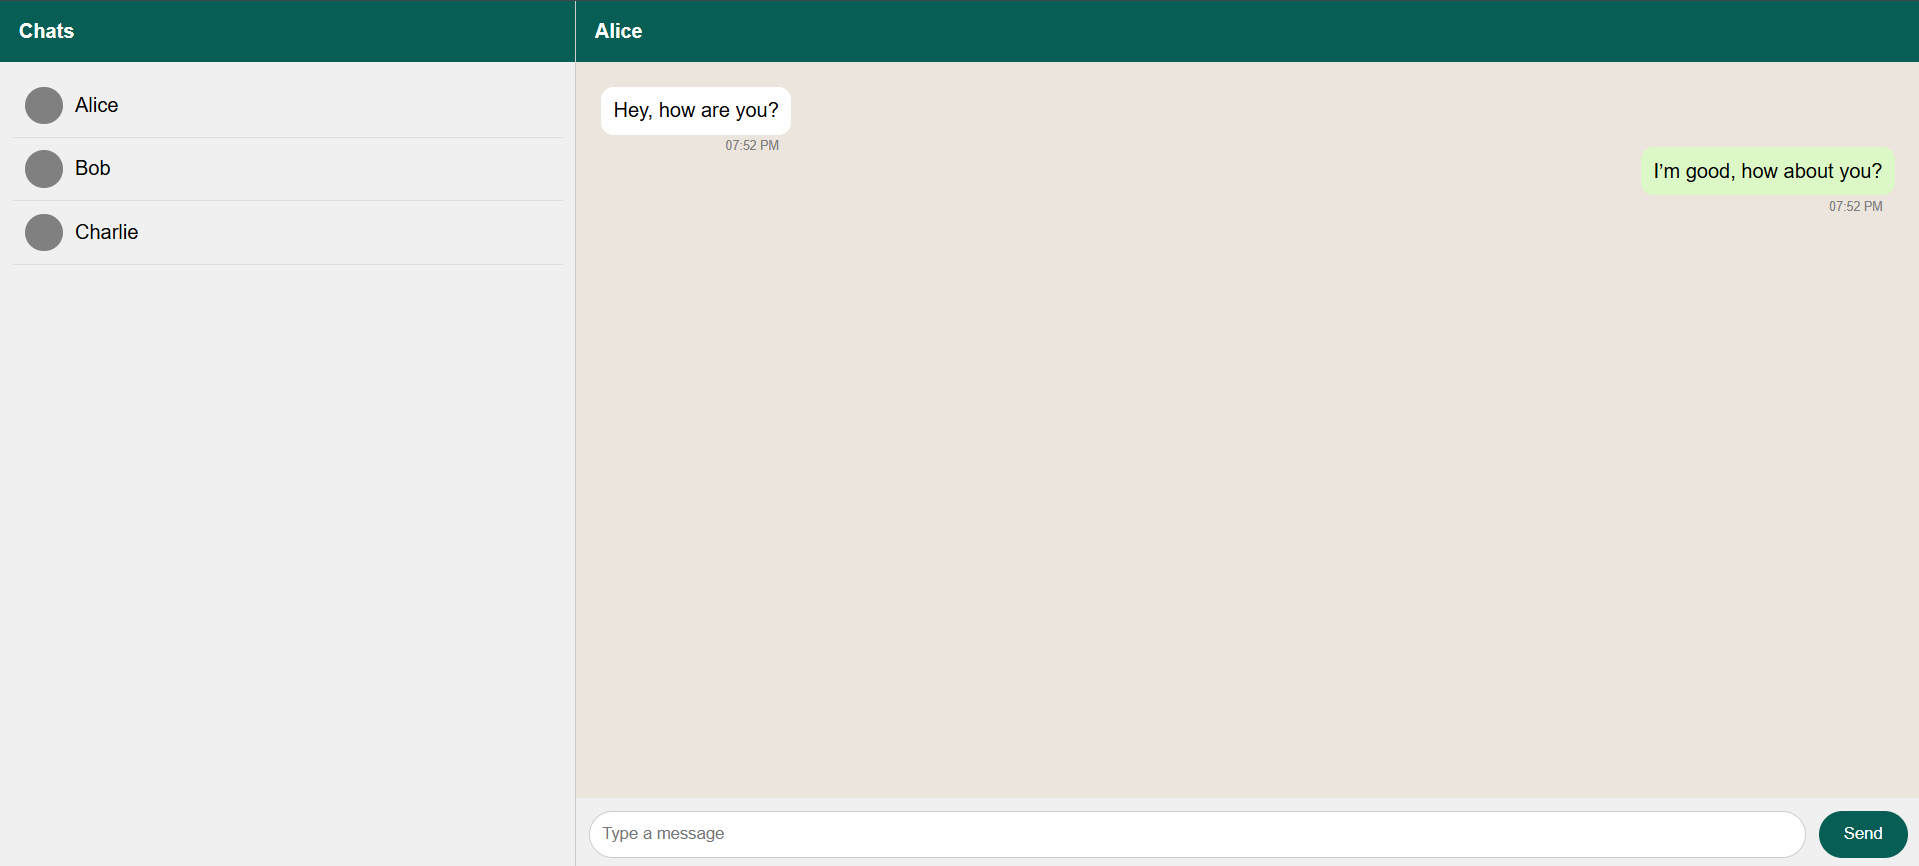 Chats
Alice
Bob
Charlie
Alice
Hey, how are you?
07:52 PM
I’m good, how about you?
07:52 PM
Type a message
Send